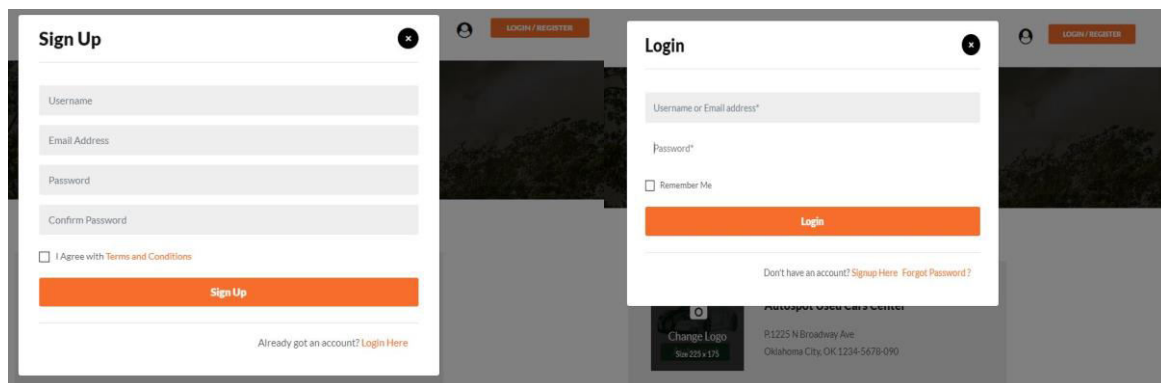 Sign Up
×
LOGIN / REGISTER
Username
Email Address
Password
Confirm Password
I Agree with Terms and Conditions
Sign Up
Already got an account? Login Here
Login
×
LOGIN / REGISTER
Username or Email address*
Password*
Remember Me
Login
Don't have an account? Signup Here Forgot Password ?
Autospot Used Cars Center
Change Logo
Size 225 x 175
P.1225 N Broadway Ave
Oklahoma City, OK 1234-5678-090